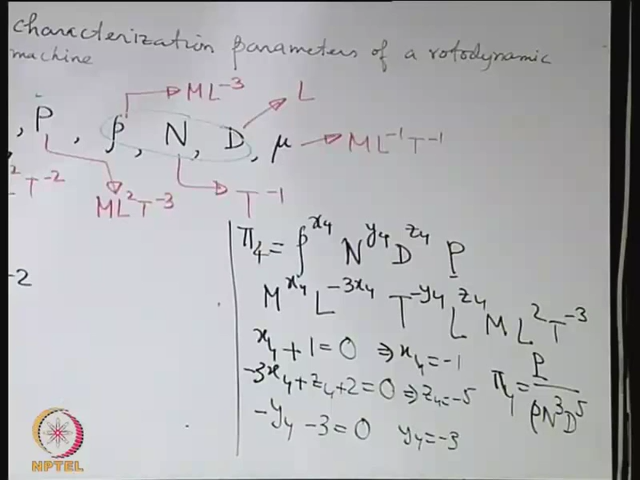 characterization parameters of a rotodynamic
machine
ML⁻³ L
, P, ρ, N, D, μ → ML⁻¹T⁻¹
² T⁻²
ML²T⁻³ T⁻¹
π₄ = ρ^x₄ N^y₄ D^z₄ P
-2
M^x₄ L^-3x₄ T^-y₄ L^z₄ M L² T⁻³
x₄ + 1 = 0 ⇒ x₄ = -1
-3x₄ + z₄ + 2 = 0 ⇒ z₄ = -5
π₄ = P / ρN³D⁵
-y₄ - 3 = 0 y₄ = -3
NPTEL